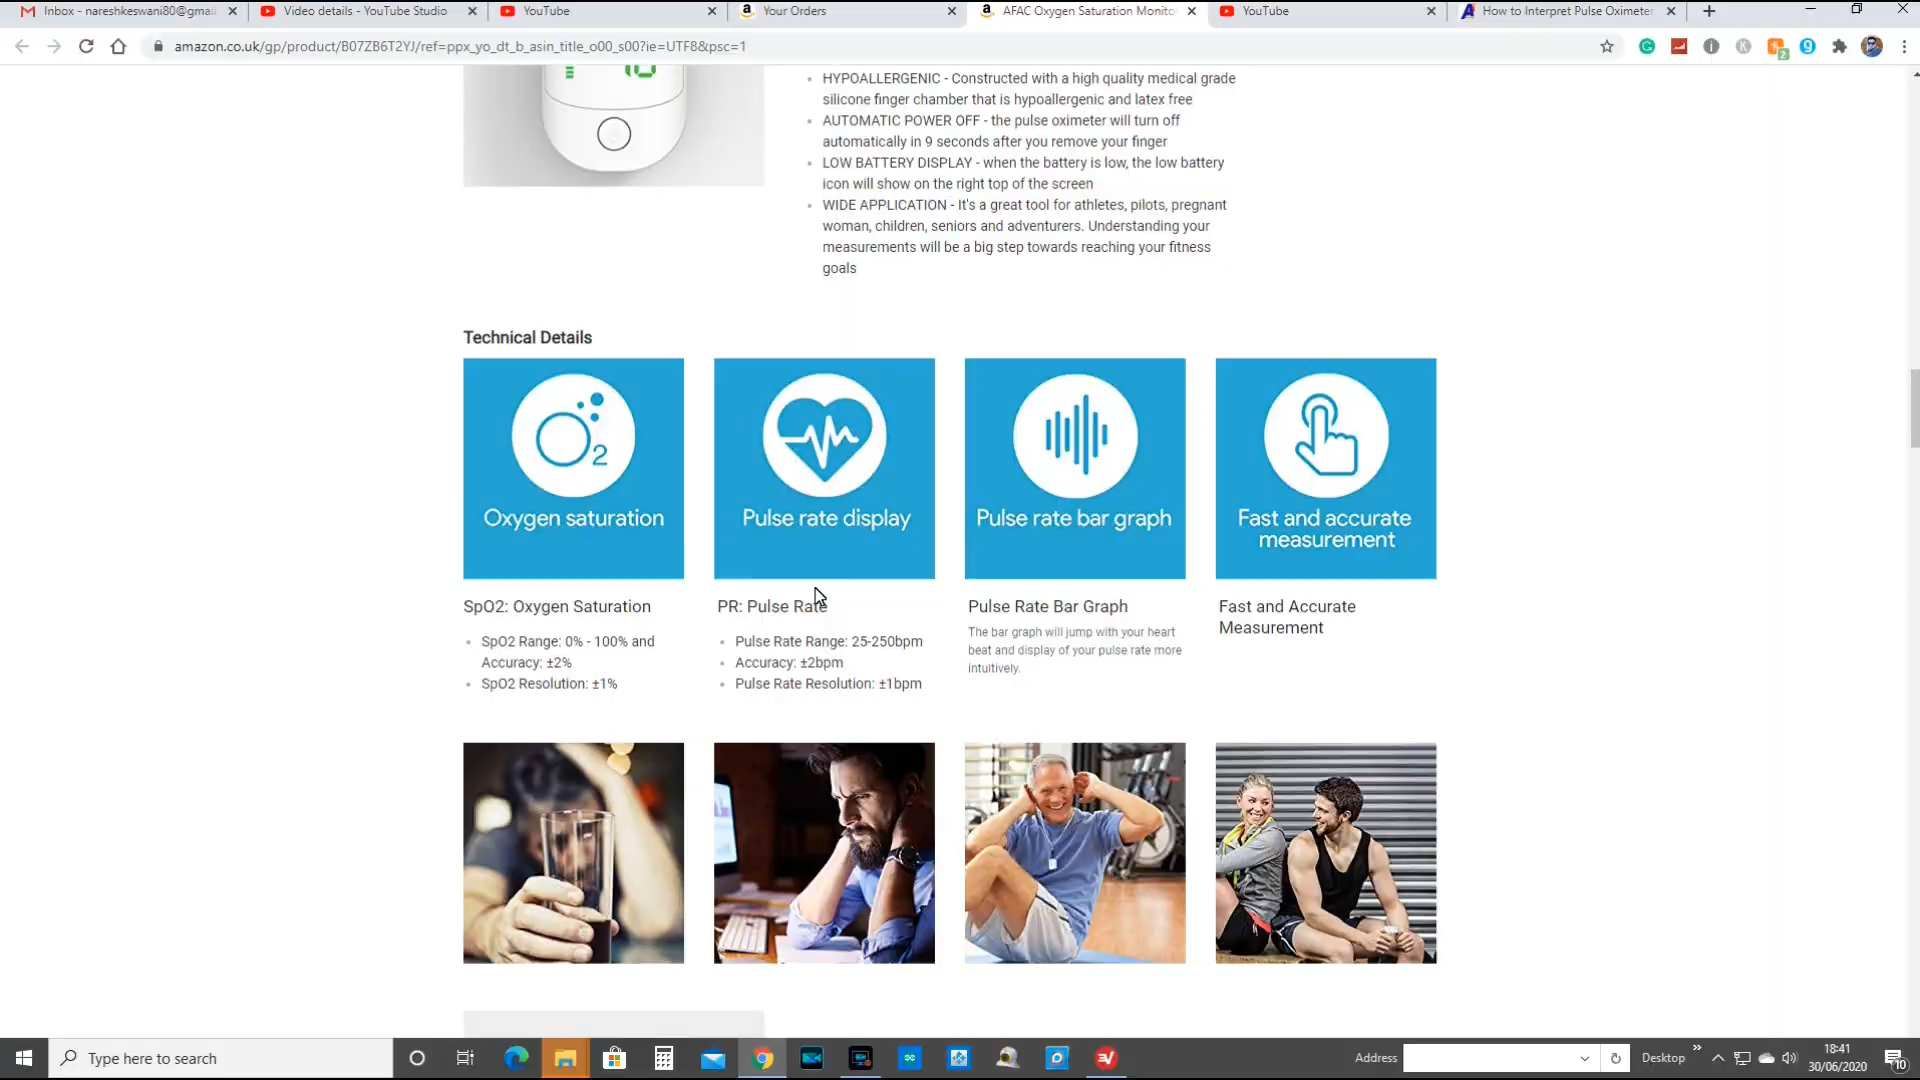 Inbox - nareshkeswani80@gmai
Video details - YouTube Studio
YouTube
Your Orders
AFAC Oxygen Saturation Monito
YouTube
How to Interpret Pulse Oximeter
amazon.co.uk/gp/product/B07ZB6T2YJ/ref=ppx_yo_dt_b_asin_title_o00_s00?ie=UTF8&psc=1
HYPOALLERGENIC - Constructed with a high quality medical grade
silicone finger chamber that is hypoallergenic and latex free
AUTOMATIC POWER OFF - the pulse oximeter will turn off
automatically in 9 seconds after you remove your finger
LOW BATTERY DISPLAY - when the battery is low, the low battery
icon will show on the right top of the screen
WIDE APPLICATION - It's a great tool for athletes, pilots, pregnant
woman, children, seniors and adventurers. Understanding your
measurements will be a big step towards reaching your fitness
goals
Technical Details
O2
Oxygen saturation
Pulse rate display
Pulse rate bar graph
Fast and accurate
measurement
SpO2: Oxygen Saturation
SpO2 Range: 0% - 100% and
Accuracy: ±2%
SpO2 Resolution: ±1%
PR: Pulse Rate
Pulse Rate Range: 25-250bpm
Accuracy: ±2bpm
Pulse Rate Resolution: ±1bpm
Pulse Rate Bar Graph
The bar graph will jump with your heart
beat and display of your pulse rate more
intuitively.
Fast and Accurate
Measurement
Type here to search
Address
Desktop
18:41
30/06/2020
10